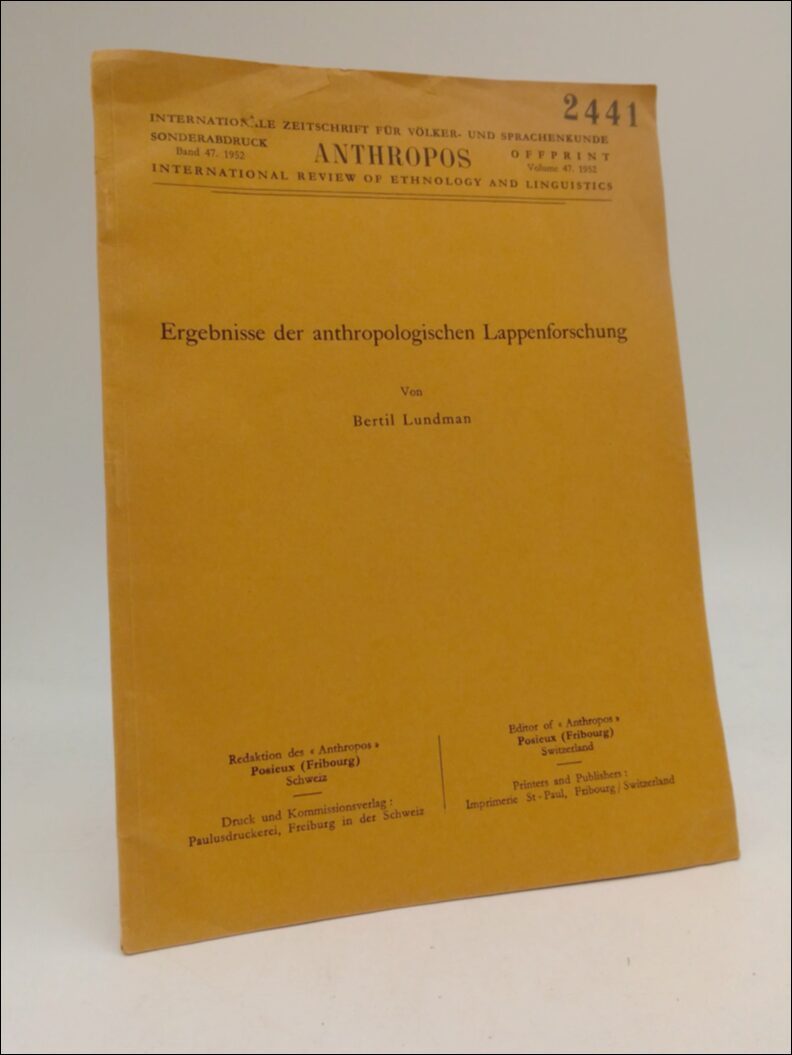 2441
INTERNATIONALE ZEITSCHRIFT FÜR VÖLKER- UND SPRACHENKUNDE
SONDERABDRUCK
Band 47. 1952
ANTHROPOS
OFFPRINT
Volume 47. 1952
INTERNATIONAL REVIEW OF ETHNOLOGY AND LINGUISTICS
Ergebnisse der anthropologischen Lappenforschung
Von
Bertil Lundman
Redaktion des « Anthropos »
Posieux (Fribourg)
Schweiz
Druck und Kommissionsverlag :
Paulusdruckerei, Freiburg in der Schweiz
Editor of « Anthropos »
Posieux (Fribourg)
Switzerland
Printers and Publishers :
Imprimerie St-Paul, Fribourg / Switzerland